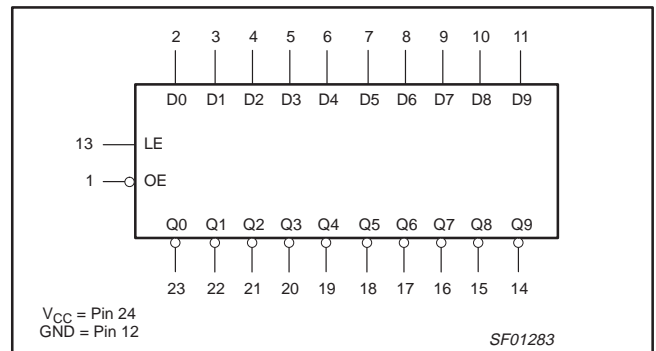 2 3 4 5 6 7 8 9 10 11
D0 D1 D2 D3 D4 D5 D6 D7 D8 D9
13 LE
1 OE
Q0 Q1 Q2 Q3 Q4 Q5 Q6 Q7 Q8 Q9
23 22 21 20 19 18 17 16 15 14
VCC = Pin 24
GND = Pin 12
SF01283